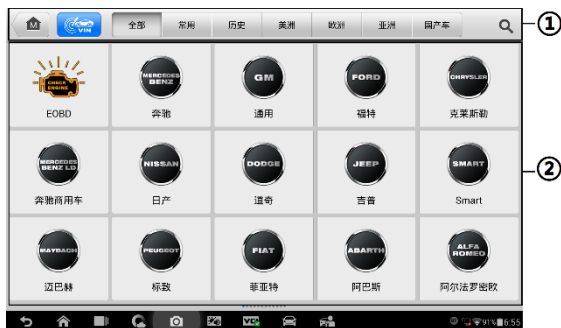 M VIN 全部 常用 历史 美洲 欧洲 亚洲 国产车 ①
CHECK ENGINE MERCEDES BENZ GM FORD CHRYSLER
EOBD 奔驰 通用 福特 克莱斯勒
MERCEDES BENZ LD NISSAN DODGE JEEP SMART ②
奔驰商用车 日产 道奇 吉普 Smart
MAYBACH PEUGEOT FIAT ABARTH ALFA ROMEO
迈巴赫 标致 菲亚特 阿巴斯 阿尔法罗密欧
VCI 91% 6:55